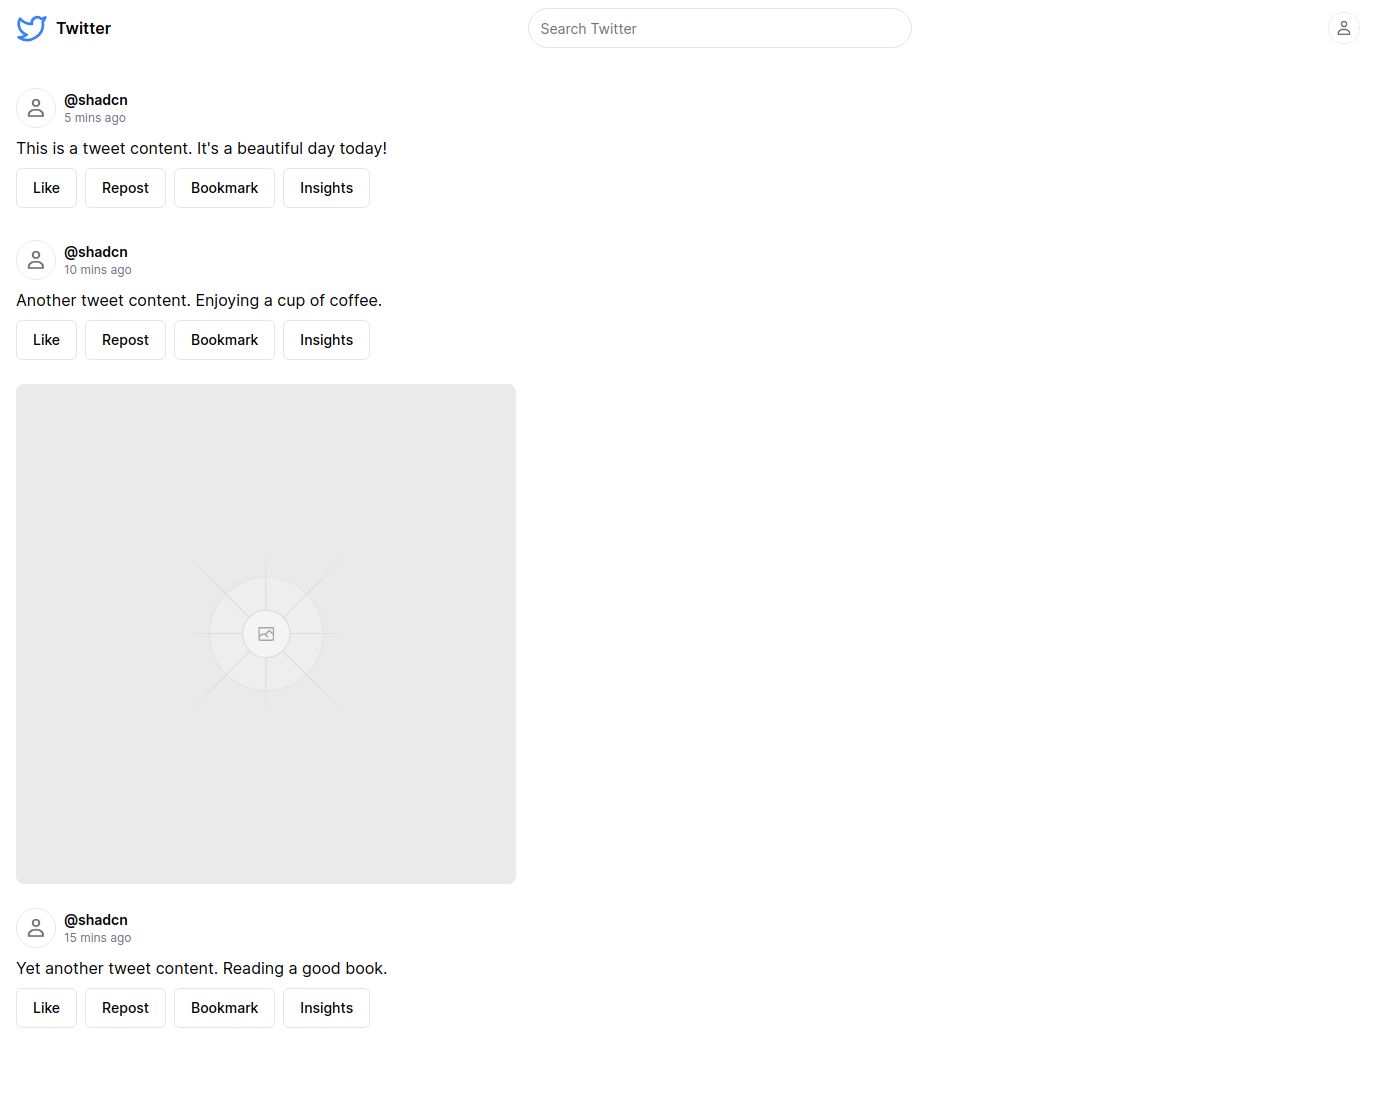 Twitter
Search Twitter
@shadcn
5 mins ago
This is a tweet content. It's a beautiful day today!
Like Repost Bookmark Insights
@shadcn
10 mins ago
Another tweet content. Enjoying a cup of coffee.
Like Repost Bookmark Insights
@shadcn
15 mins ago
Yet another tweet content. Reading a good book.
Like Repost Bookmark Insights